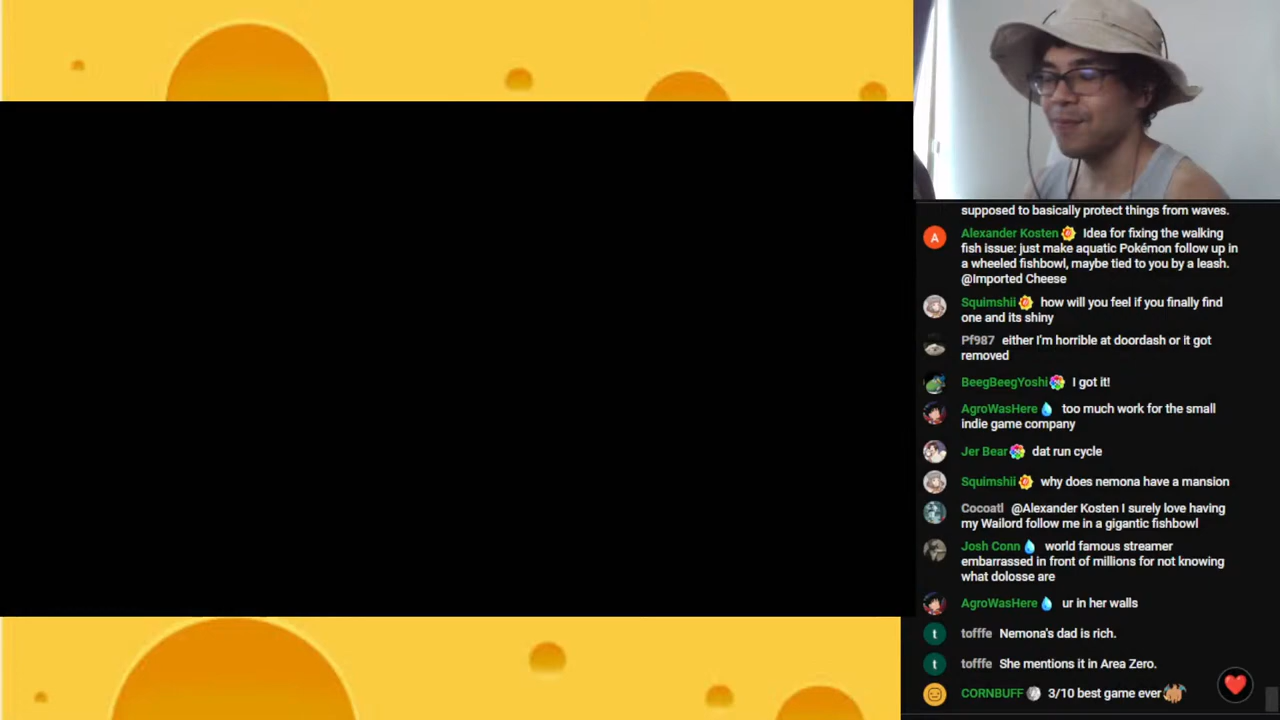 supposed to basically protect things from waves.
A
Alexander Kosten Idea for fixing the walking
fish issue: just make aquatic Pokémon follow up in
a wheeled fishbowl, maybe tied to you by a leash.
@Imported Cheese
Squimshii how will you feel if you finally find
one and its shiny
Pf987 either I'm horrible at doordash or it got
removed
BeegBeegYoshi I got it!
AgroWasHere too much work for the small
indie game company
Jer Bear dat run cycle
Squimshii why does nemona have a mansion
Cocoatl @Alexander Kosten I surely love having
my Wailord follow me in a gigantic fishbowl
Josh Conn world famous streamer
embarrassed in front of millions for not knowing
what dolosse are
AgroWasHere ur in her walls
t tofffe Nemona's dad is rich.
t tofffe She mentions it in Area Zero.
CORNBUFF 3/10 best game ever